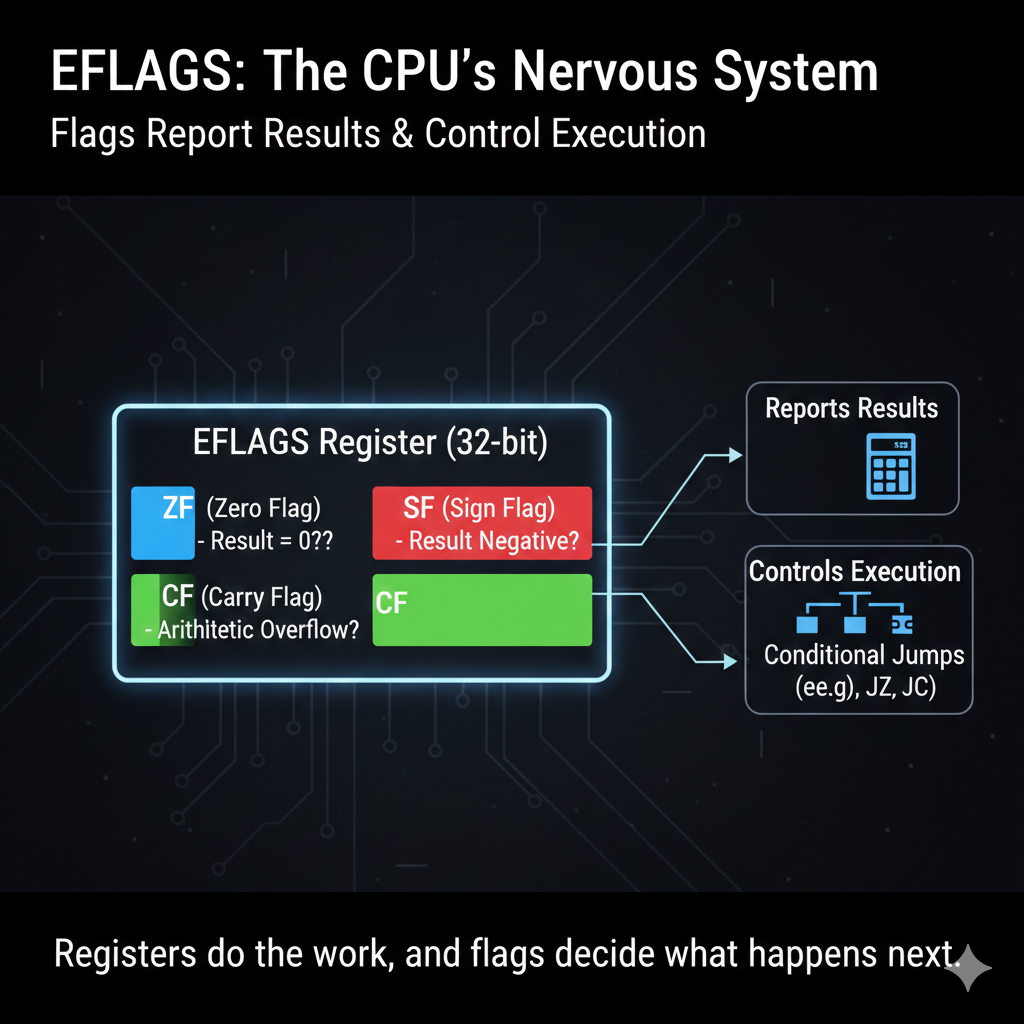 EFLAGS: The CPU’s Nervous System
Flags Report Results & Control Execution
EFLAGS Register (32-bit)
ZF (Zero Flag)
- Result = 0??
SF (Sign Flag)
- Result Negative?
CF (Carry Flag)
- Arithitetic Overflow?
CF
Reports Results
Controls Execution
Conditional Jumps
(ee.g), JZ, JC)
Registers do the work, and flags decide what happens next.